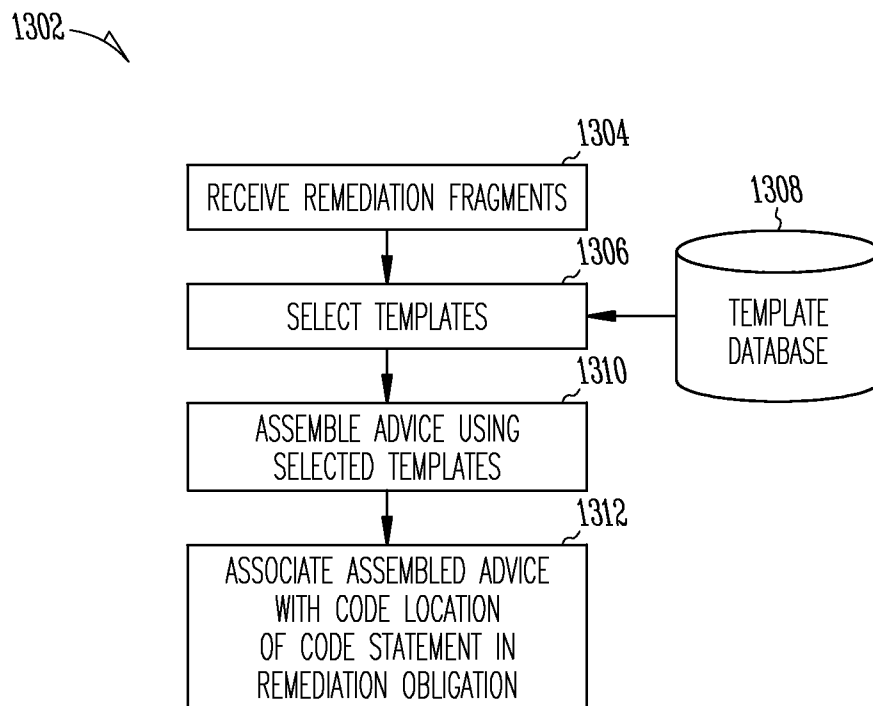 1302
1304
RECEIVE REMEDIATION FRAGMENTS
1306
SELECT TEMPLATES
1308
TEMPLATE
DATABASE
1310
ASSEMBLE ADVICE USING
SELECTED TEMPLATES
1312
ASSOCIATE ASSEMBLED ADVICE
WITH CODE LOCATION
OF CODE STATEMENT IN
REMEDIATION OBLIGATION